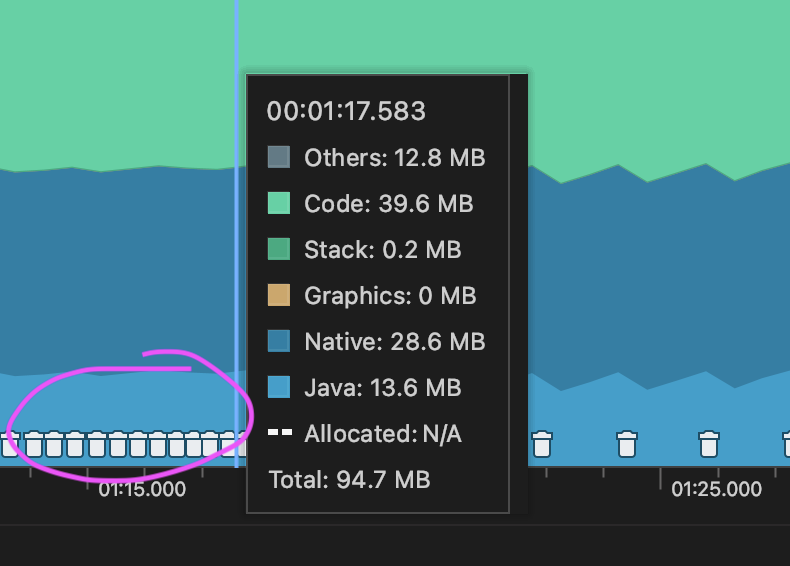 00:01:17.583
Others: 12.8 MB
Code: 39.6 MB
Stack: 0.2 MB
Graphics: 0 MB
Native: 28.6 MB
Java: 13.6 MB
Allocated: N/A
Total: 94.7 MB
01:15.000
01:25.000